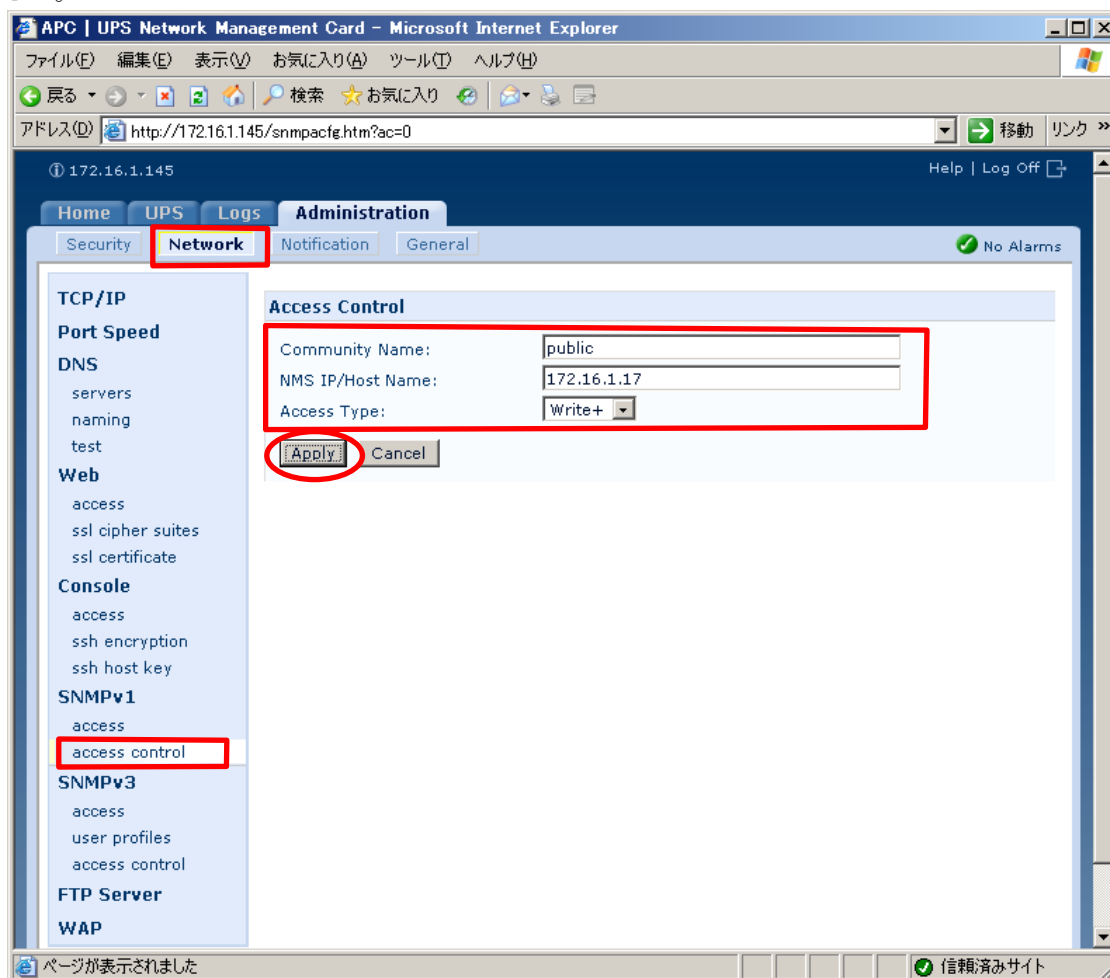 APC | UPS Network Management Card - Microsoft Internet Explorer
ファイル(F) 編集(E) 表示(V) お気に入り(A) ツール(T) ヘルプ(H)
戻る 検索 お気に入り
アドレス(D) http://172.16.1.145/snmpacfg.htm?ac=0 移動 リンク »
172.16.1.145 Help | Log Off
Home UPS Logs Administration
Security Network Notification General No Alarms
TCP/IP
Port Speed
DNS
servers
naming
test
Web
access
ssl cipher suites
ssl certificate
Console
access
ssh encryption
ssh host key
SNMPv1
access
access control
SNMPv3
access
user profiles
access control
FTP Server
WAP
Access Control
Community Name: public
NMS IP/Host Name: 172.16.1.17
Access Type: Write+
Apply Cancel
ページが表示されました 信頼済みサイト